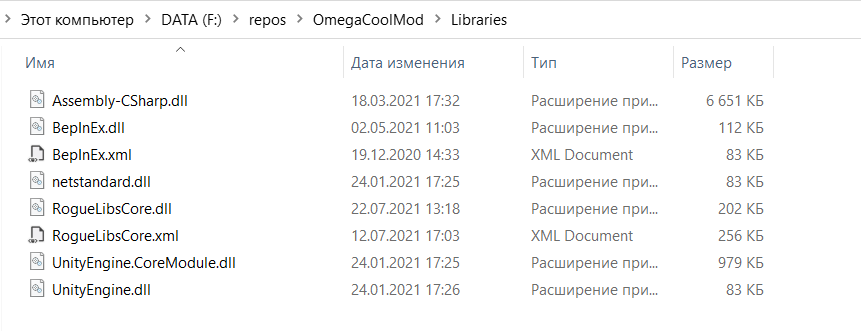 Этот компьютер > DATA (F:) > repos > OmegaCoolMod > Libraries
Имя Дата изменения Тип Размер
Assembly-CSharp.dll 18.03.2021 17:32 Расширение при... 6 651 КБ
BepInEx.dll 02.05.2021 11:03 Расширение при... 112 КБ
BepInEx.xml 19.12.2020 14:33 XML Document 83 КБ
netstandard.dll 24.01.2021 17:25 Расширение при... 83 КБ
RogueLibsCore.dll 22.07.2021 13:18 Расширение при... 202 КБ
RogueLibsCore.xml 12.07.2021 17:03 XML Document 256 КБ
UnityEngine.CoreModule.dll 24.01.2021 17:25 Расширение при... 979 КБ
UnityEngine.dll 24.01.2021 17:26 Расширение при... 83 КБ